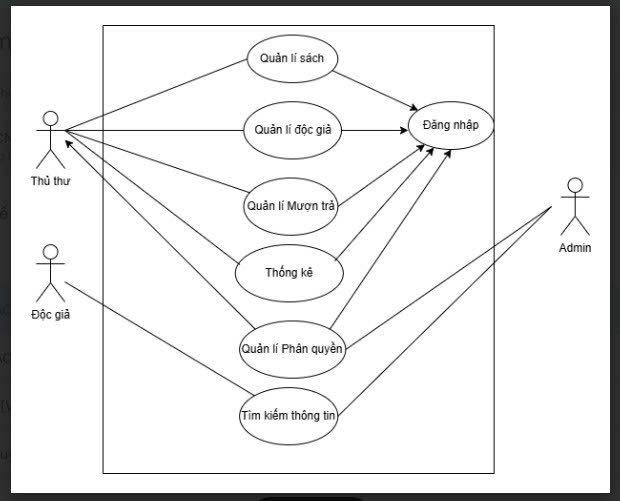 Quản lí sách
Đăng nhập
Quản lí độc giả
Thủ thư
Quản lí Mượn trả
Admin
Thống kê
Độc giả
Quản lí Phân quyền
Tìm kiếm thông tin